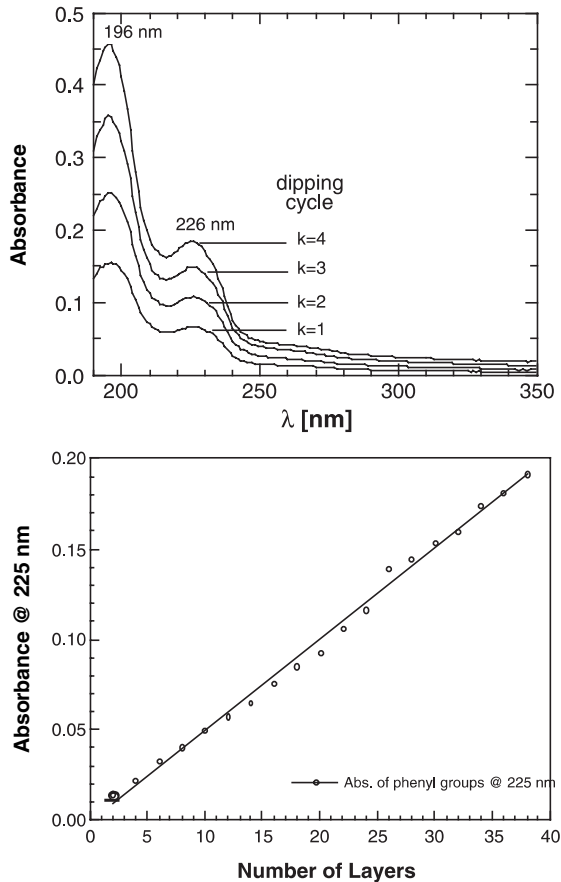 196 nm
0.5
0.4
0.3
0.2
0.1
0.0
Absorbance
226 nm
dipping
cycle
k=4
k=3
k=2
k=1
200
250
300
350
λ [nm]
0.20
0.15
0.10
0.05
0.00
Absorbance @ 225 nm
Abs. of phenyl groups @ 225 nm
0
5
10
15
20
25
30
35
40
Number of Layers